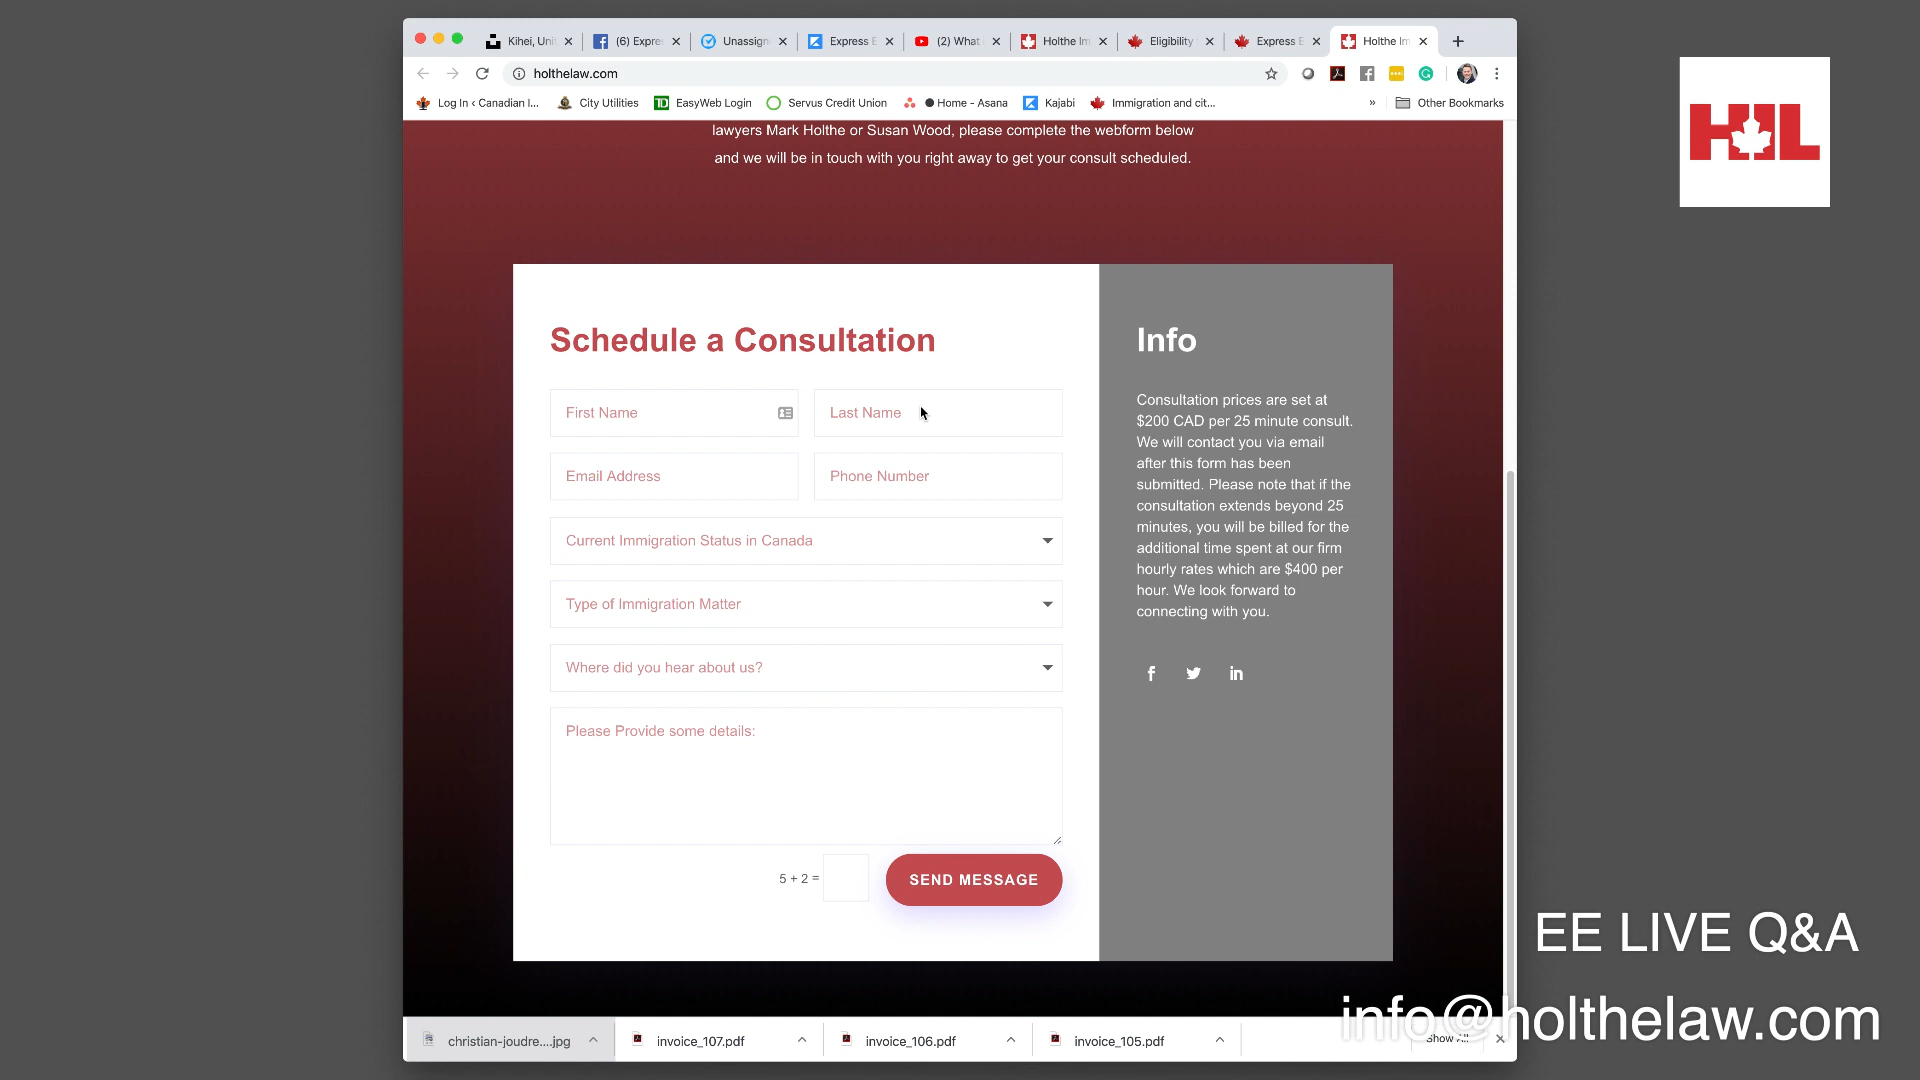 Kihei, Unit
(6) Expre
Unassign
Express E
(2) What
Holthe Im
Eligibility
Express E
Holthe Im
holthelaw.com
Log In ‹ Canadian I...
City Utilities
EasyWeb Login
Servus Credit Union
Home - Asana
Kajabi
Immigration and cit...
»
Other Bookmarks
HIL
lawyers Mark Holthe or Susan Wood, please complete the webform below
and we will be in touch with you right away to get your consult scheduled.
Schedule a Consultation
First Name
Last Name
Email Address
Phone Number
Current Immigration Status in Canada
Type of Immigration Matter
Where did you hear about us?
Please Provide some details:
5 + 2 =
SEND MESSAGE
Info
Consultation prices are set at
$200 CAD per 25 minute consult.
We will contact you via email
after this form has been
submitted. Please note that if the
consultation extends beyond 25
minutes, you will be billed for the
additional time spent at our firm
hourly rates which are $400 per
hour. We look forward to
connecting with you.
EE LIVE Q&A
info@holthelaw.com
christian-joudre....jpg
invoice_107.pdf
invoice_106.pdf
invoice_105.pdf
Show All